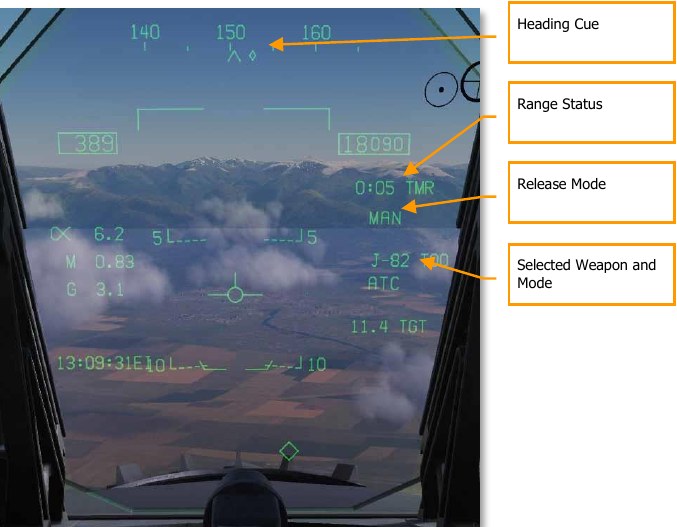 140 150 160
Heading Cue
Range Status
389
18090
0:05 TMR
Release Mode
MAN
α 6.2
5 5
M 0.83
J-82 TOO
Selected Weapon and
Mode
G 3.1
ATC
11.4 TGT
13:09:31
10 10